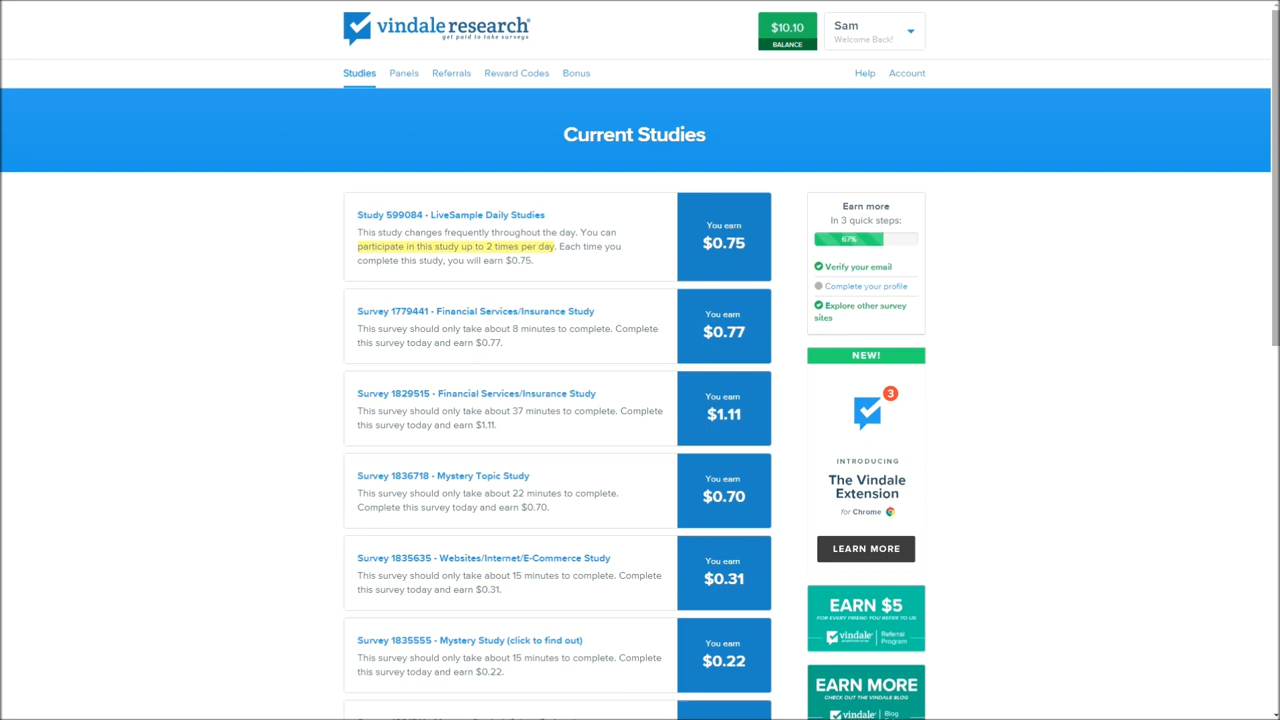 vindale research®
get paid to take surveys
$10.10
BALANCE
Sam
Welcome Back!
Studies Panels Referrals Reward Codes Bonus Help Account
Current Studies
Study 599084 - LiveSample Daily Studies
This study changes frequently throughout the day. You can
participate in this study up to 2 times per day. Each time you
complete this study, you will earn $0.75.
You earn
$0.75
Survey 1779441 - Financial Services/Insurance Study
This survey should only take about 8 minutes to complete. Complete
this survey today and earn $0.77.
You earn
$0.77
Survey 1829515 - Financial Services/Insurance Study
This survey should only take about 37 minutes to complete. Complete
this survey today and earn $1.11.
You earn
$1.11
Survey 1836718 - Mystery Topic Study
This survey should only take about 22 minutes to complete.
Complete this survey today and earn $0.70.
You earn
$0.70
Survey 1835635 - Websites/Internet/E-Commerce Study
This survey should only take about 15 minutes to complete. Complete
this survey today and earn $0.31.
You earn
$0.31
Survey 1835555 - Mystery Study (click to find out)
This survey should only take about 15 minutes to complete. Complete
this survey today and earn $0.22.
You earn
$0.22
Earn more
In 3 quick steps:
67%
Verify your email
Complete your profile
Explore other survey
sites
NEW!
3
INTRODUCING
The Vindale
Extension
for Chrome
LEARN MORE
EARN $5
FOR EVERY FRIEND YOU REFER TO US
vindale
Referral
Program
EARN MORE
CHECK OUT THE VINDALE BLOG
vindale
Blog